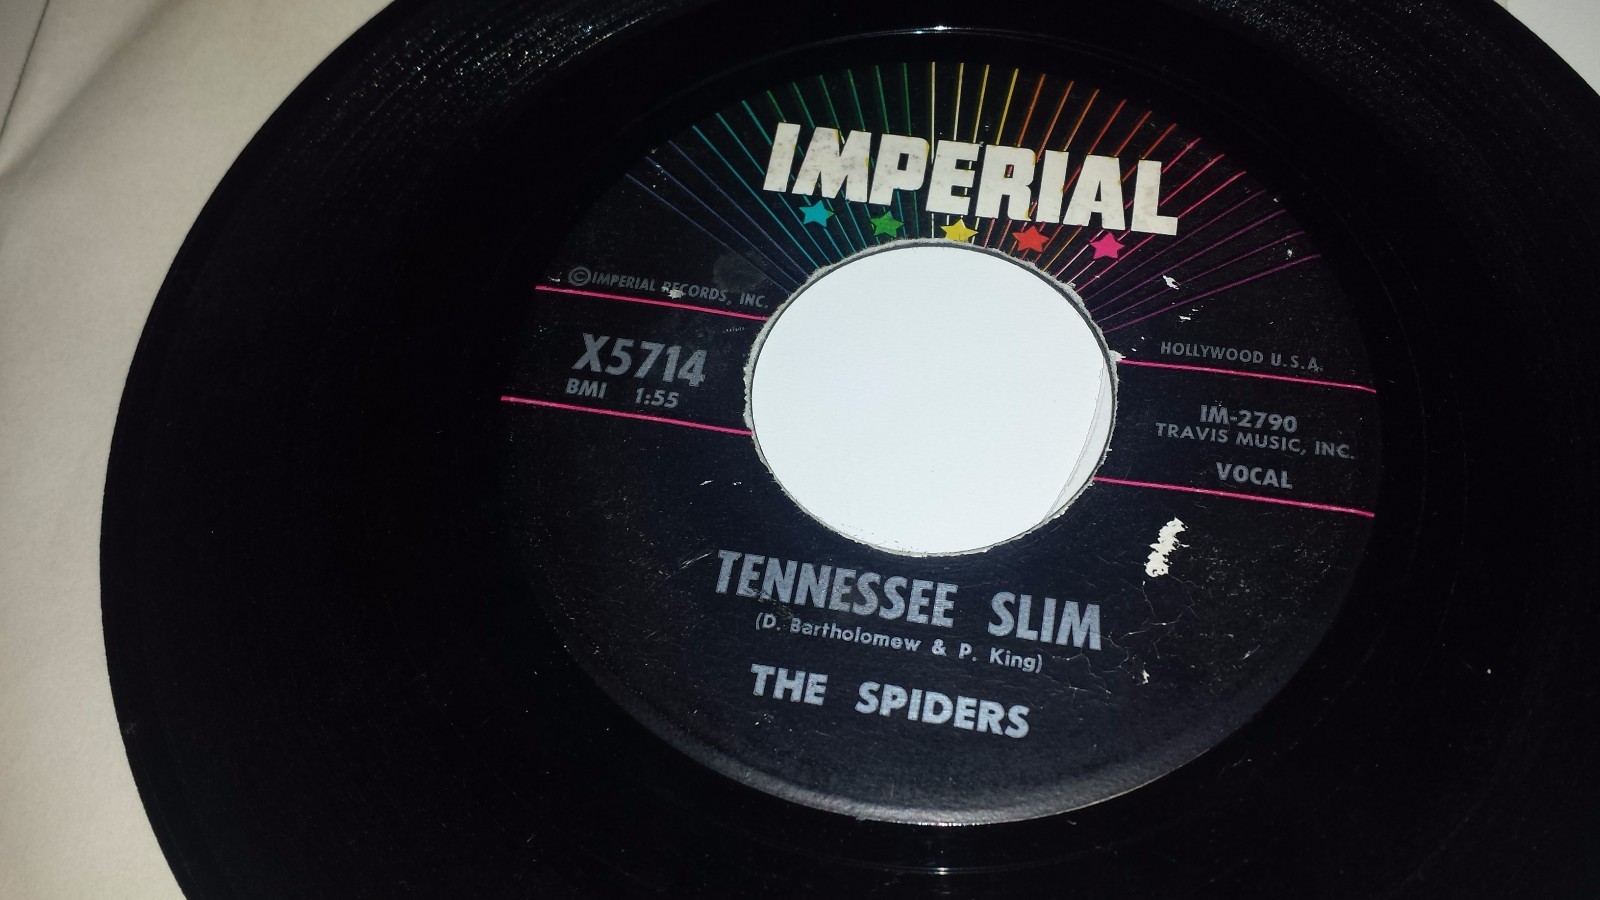 IMPERIAL
© IMPERIAL RECORDS, INC.
HOLLYWOOD U.S.A.
X5714
BMI 1:55
IM-2790
TRAVIS MUSIC, INC.
VOCAL
TENNESSEE SLIM
(D. Bartholomew & P. King)
THE SPIDERS